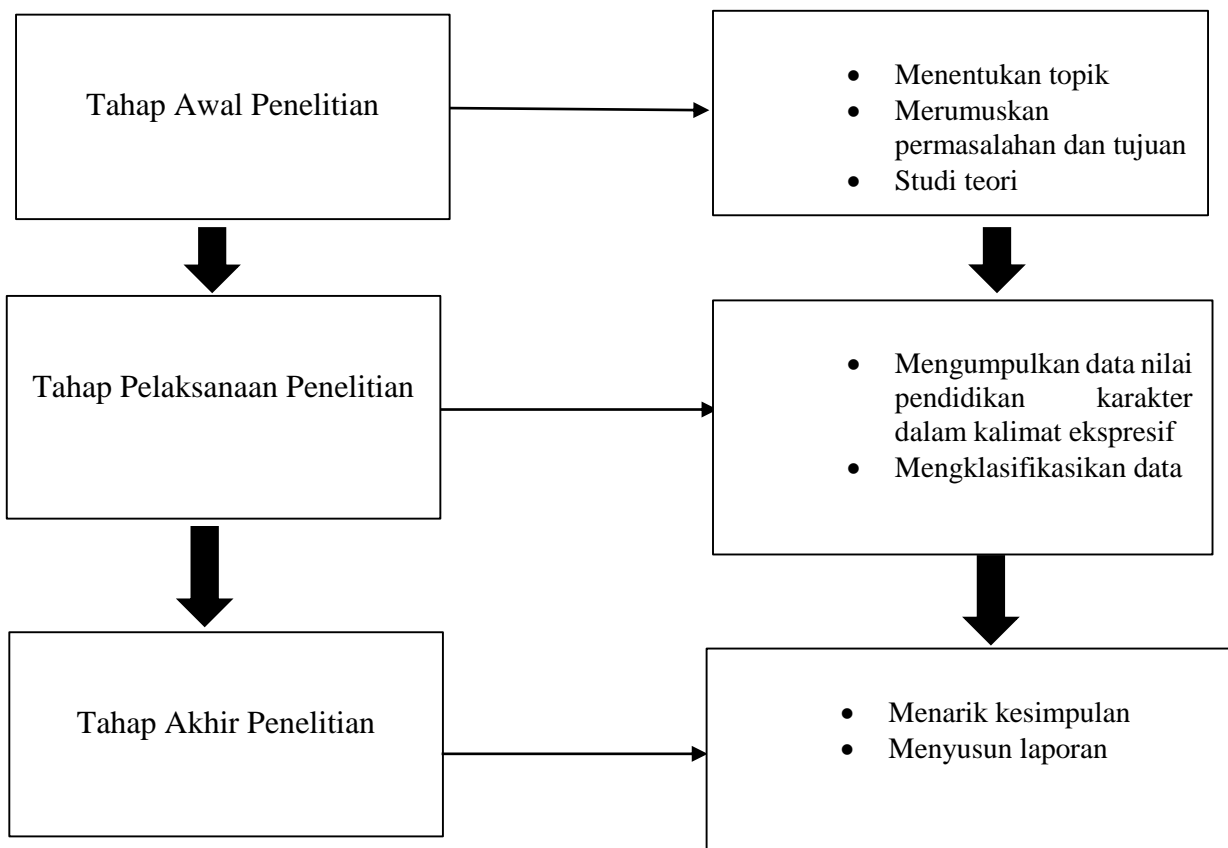 Tahap Awal Penelitian
• Menentukan topik
• Merumuskan
permasalahan dan tujuan
• Studi teori
Tahap Pelaksanaan Penelitian
• Mengumpulkan data nilai
pendidikan karakter
dalam kalimat ekspresif
• Mengklasifikasikan data
Tahap Akhir Penelitian
• Menarik kesimpulan
• Menyusun laporan